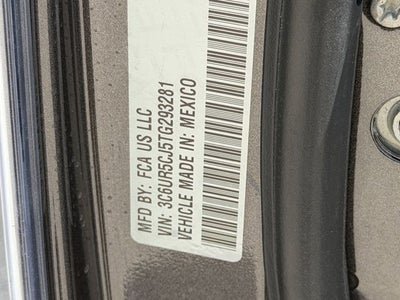 MFD BY: FCA US LLC
VIN: 3C6UR5CJ5TG293281
VEHICLE MADE IN: MEXICO